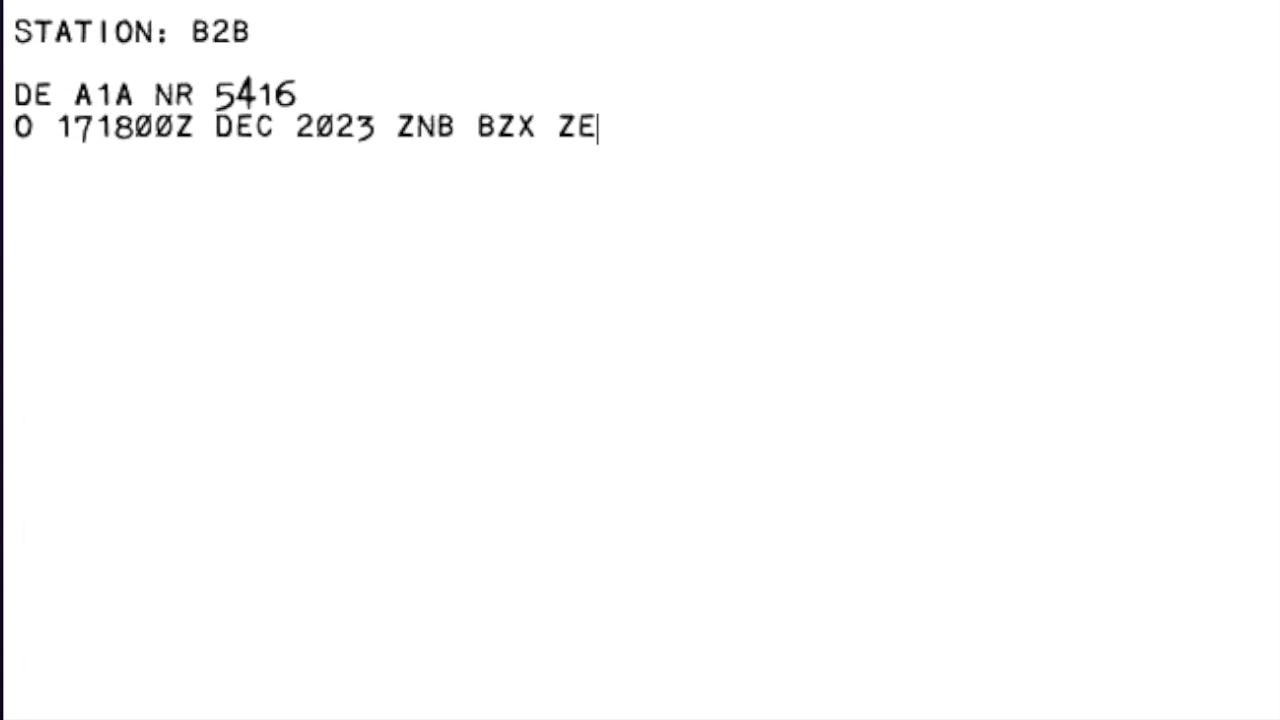 STATION: B2B
DE A1A NR 5416
O 171800Z DEC 2023 ZNB BZX ZE